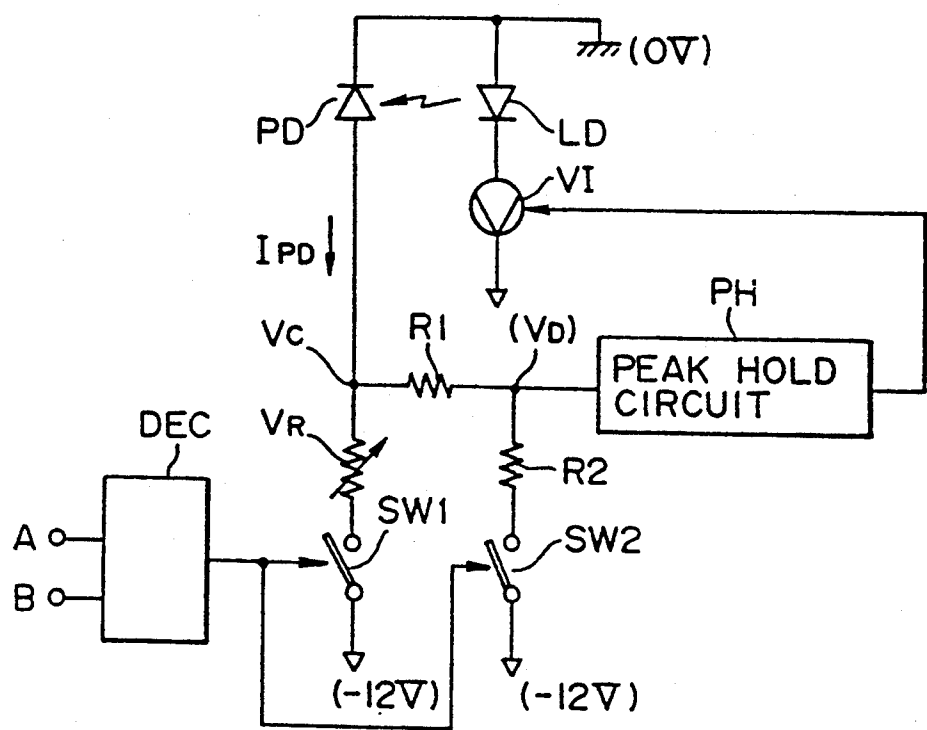 (0V)
PD
LD
VI
IPD
PH
R1
(VD)
VC
PEAK HOLD
CIRCUIT
DEC
VR
R2
SW1
A
SW2
B
(-12V)
(-12V)